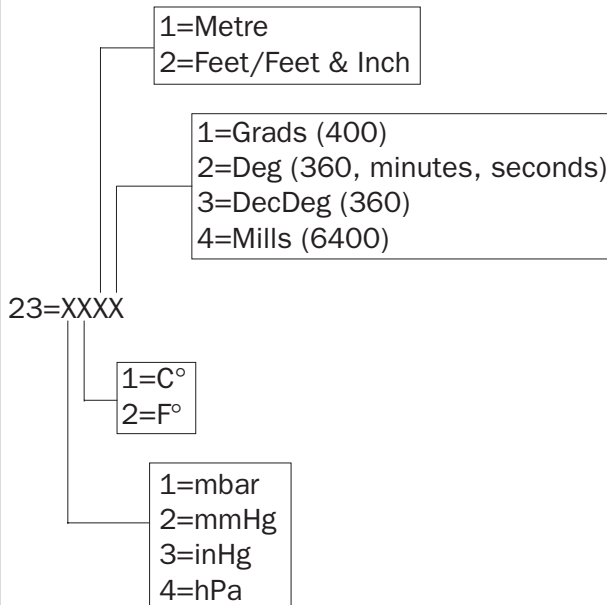 1=Metre
2=Feet/Feet & Inch
1=Grads (400)
2=Deg (360, minutes, seconds)
3=DecDeg (360)
4=Mills (6400)
23=XXXX
1=C°
2=F°
1=mbar
2=mmHg
3=inHg
4=hPa